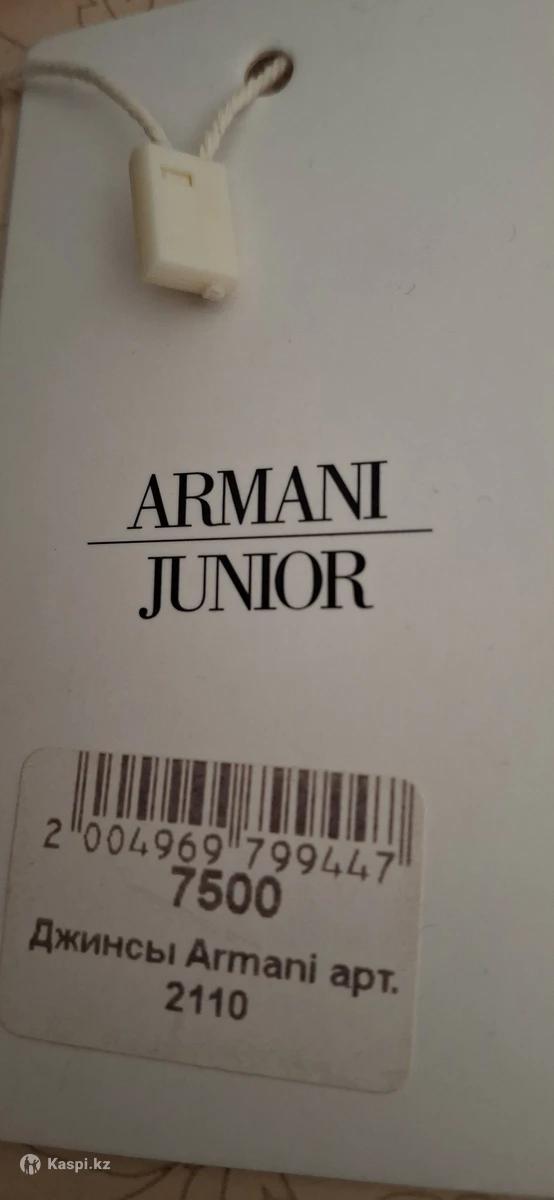 ARMANI
JUNIOR
2 004969 799447
7500
Джинсы Armani арт.
2110
Kaspi.kz